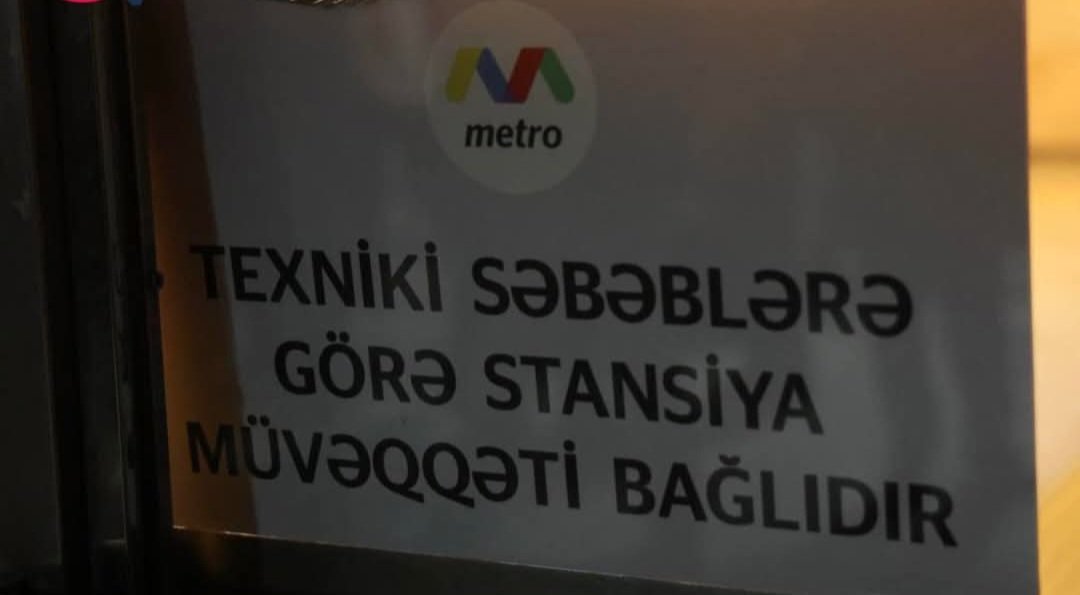 metro
TEXNİKİ SƏBƏBLƏRƏ
GÖRƏ STANSİYA
MÜVƏQQƏTİ BAĞLIDIR